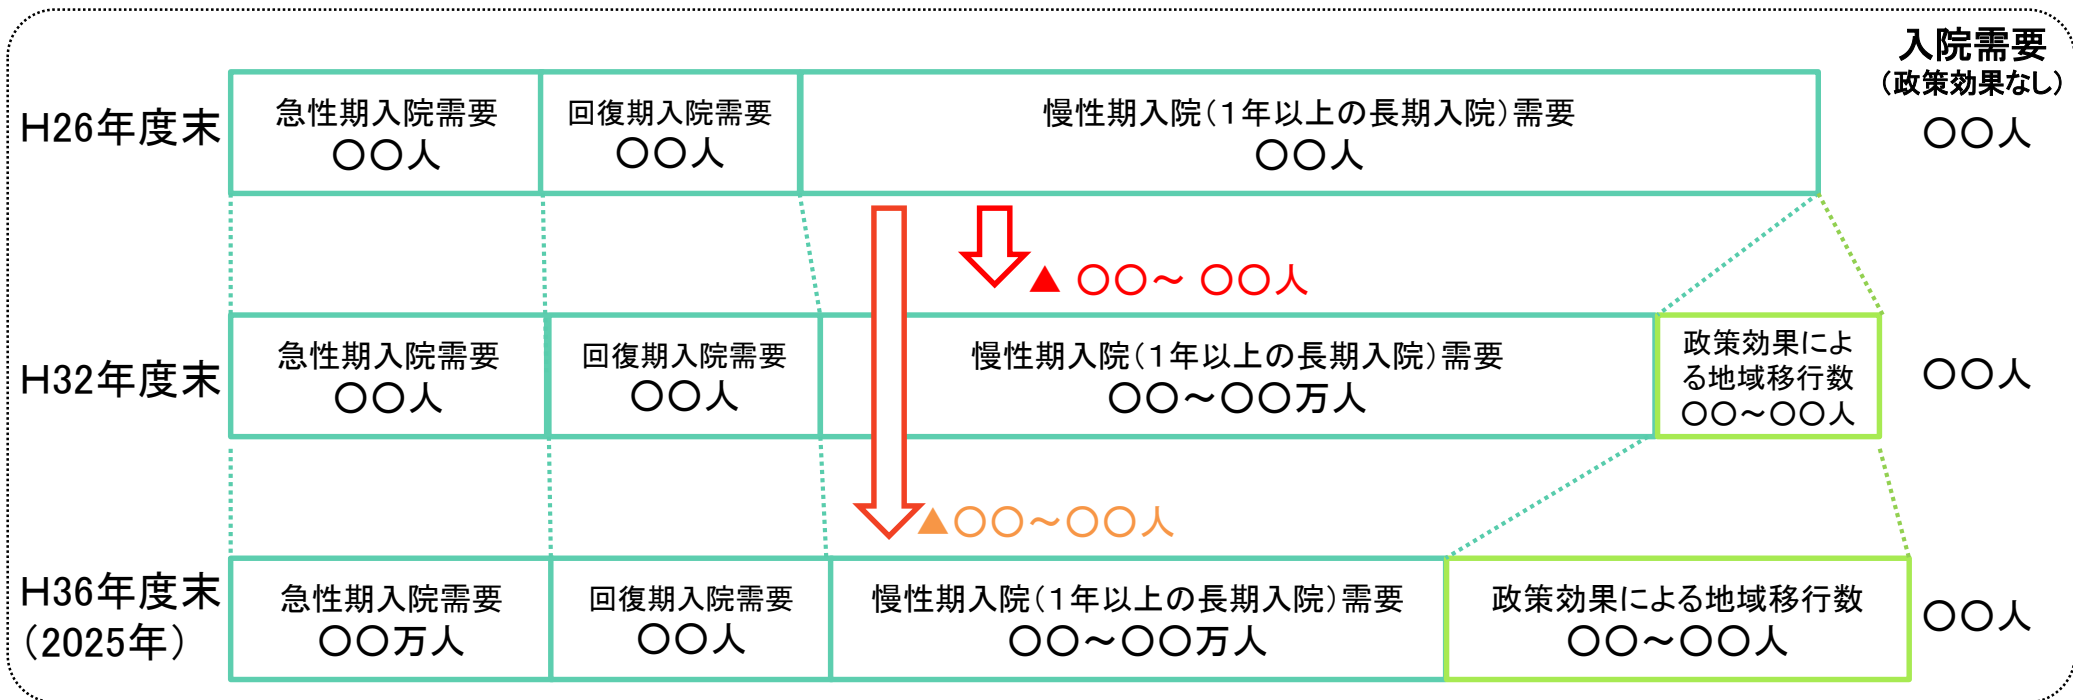 入院需要
（政策効果なし）
H26年度末
急性期入院需要
〇〇人
回復期入院需要
〇〇人
慢性期入院（１年以上の長期入院）需要
〇〇人
〇〇人
▲ 〇〇～ 〇〇人
H32年度末
急性期入院需要
〇〇人
回復期入院需要
〇〇人
慢性期入院（１年以上の長期入院）需要
〇〇～〇〇万人
政策効果によ
る地域移行数
〇〇～〇〇人
〇〇人
▲〇〇～〇〇人
H36年度末
（2025年）
急性期入院需要
〇〇万人
回復期入院需要
〇〇人
慢性期入院（１年以上の長期入院）需要
〇〇～〇〇万人
政策効果による地域移行数
〇〇～〇〇人
〇〇人